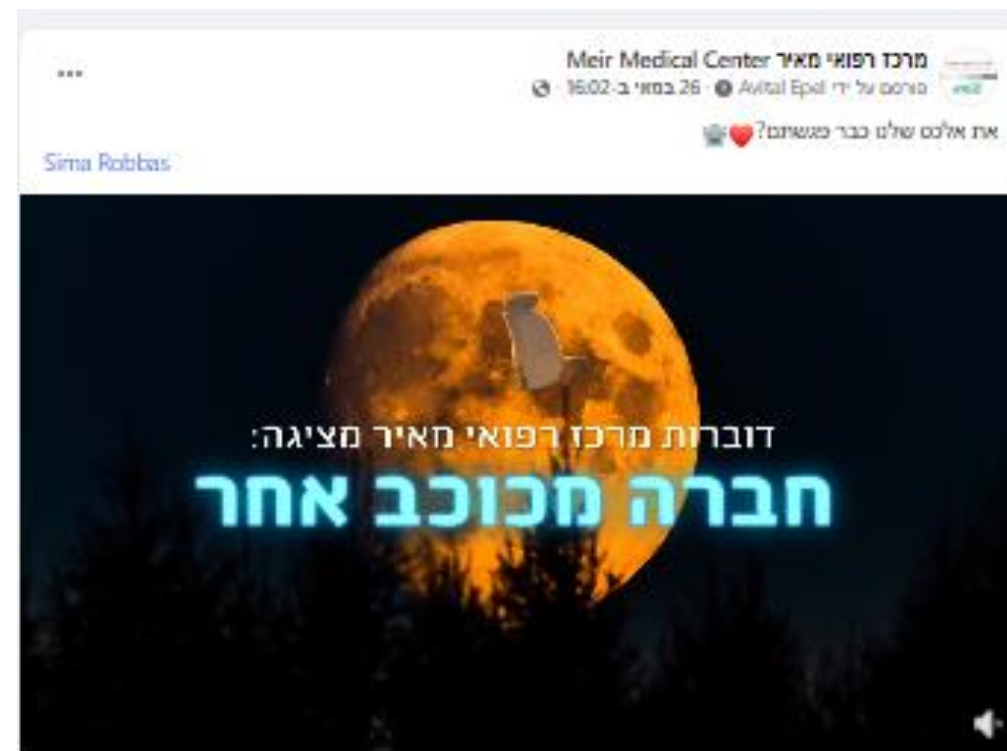 מרכז רפואי מאיר Meir Medical Center
פורסם על ידי Avital Epel · 26 במאי ב-16:02
את אלכס שלנו כבר פגשתם?
Sima Robbas
דוברות מרכז רפואי מאיר מציגה:
חברה מכוכב אחר